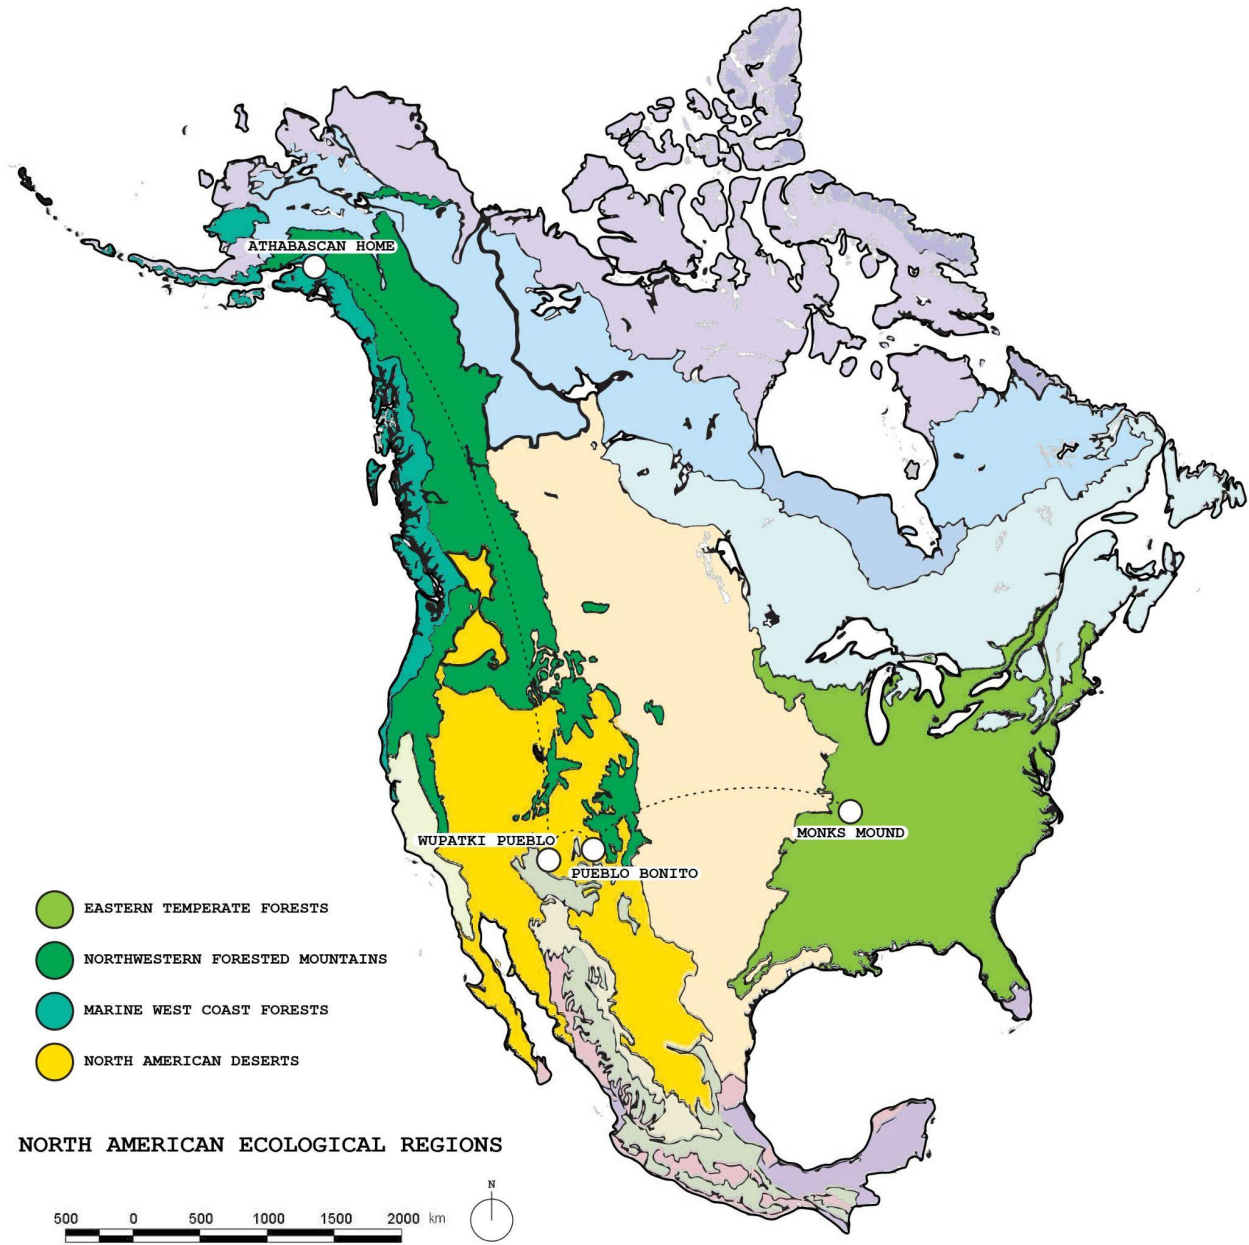 ATHABASCAN HOME
MONKS MOUND
WUPATKI PUEBLO
PUEBLO BONITO
EASTERN TEMPERATE FORESTS
NORTHWESTERN FORESTED MOUNTAINS
MARINE WEST COAST FORESTS
NORTH AMERICAN DESERTS
NORTH AMERICAN ECOLOGICAL REGIONS
N
500 0 500 1000 1500 2000 km